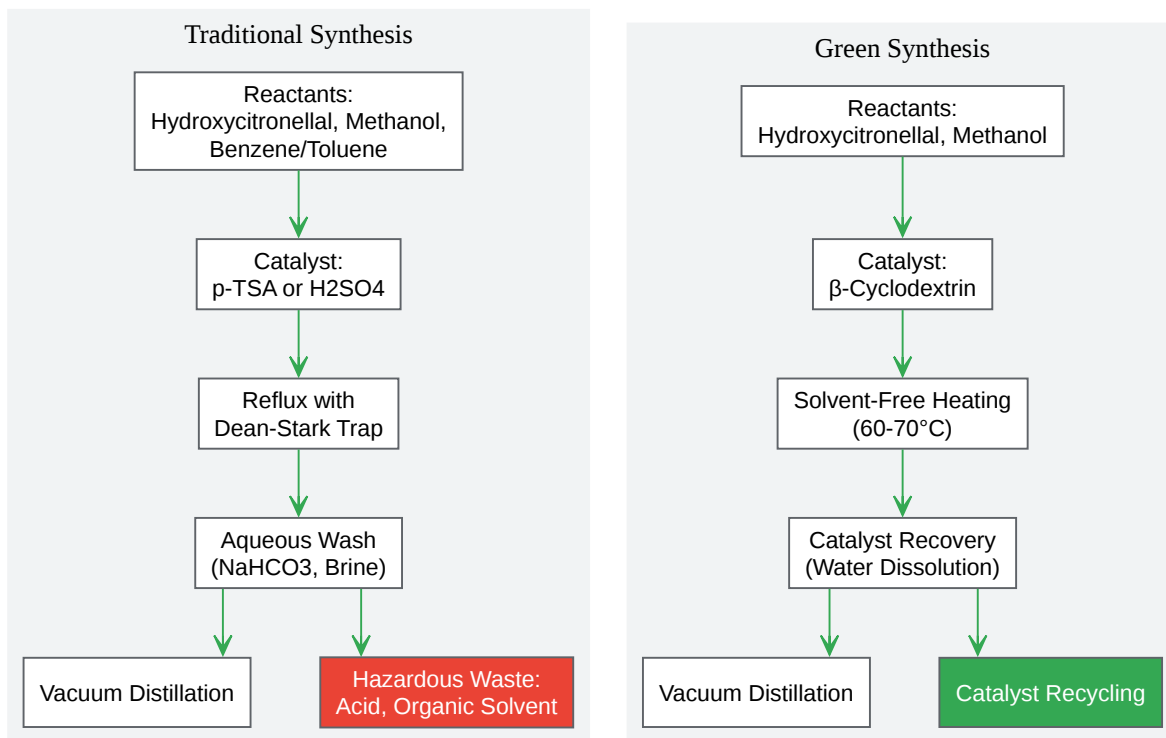 Traditional Synthesis
Reactants:
Hydroxycitronellal, Methanol,
Benzene/Toluene
Catalyst:
p-TSA or H2SO4
Reflux with
Dean-Stark Trap
Aqueous Wash
(NaHCO3, Brine)
Vacuum Distillation
Hazardous Waste:
Acid, Organic Solvent
Green Synthesis
Reactants:
Hydroxycitronellal, Methanol
Catalyst:
β-Cyclodextrin
Solvent-Free Heating
(60-70°C)
Catalyst Recovery
(Water Dissolution)
Vacuum Distillation
Catalyst Recycling